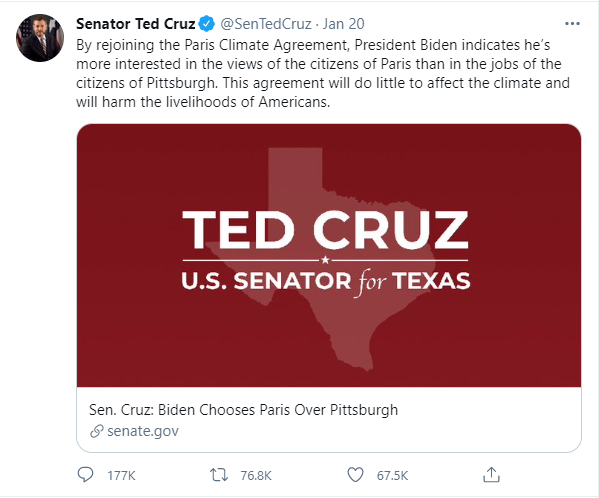 Senator Ted Cruz @SenTedCruz · Jan 20
By rejoining the Paris Climate Agreement, President Biden indicates he's
more interested in the views of the citizens of Paris than in the jobs of the
citizens of Pittsburgh. This agreement will do little to affect the climate and
will harm the livelihoods of Americans.
TED CRUZ
U.S. SENATOR for TEXAS
Sen. Cruz: Biden Chooses Paris Over Pittsburgh
senate.gov
177K 76.8K 67.5K